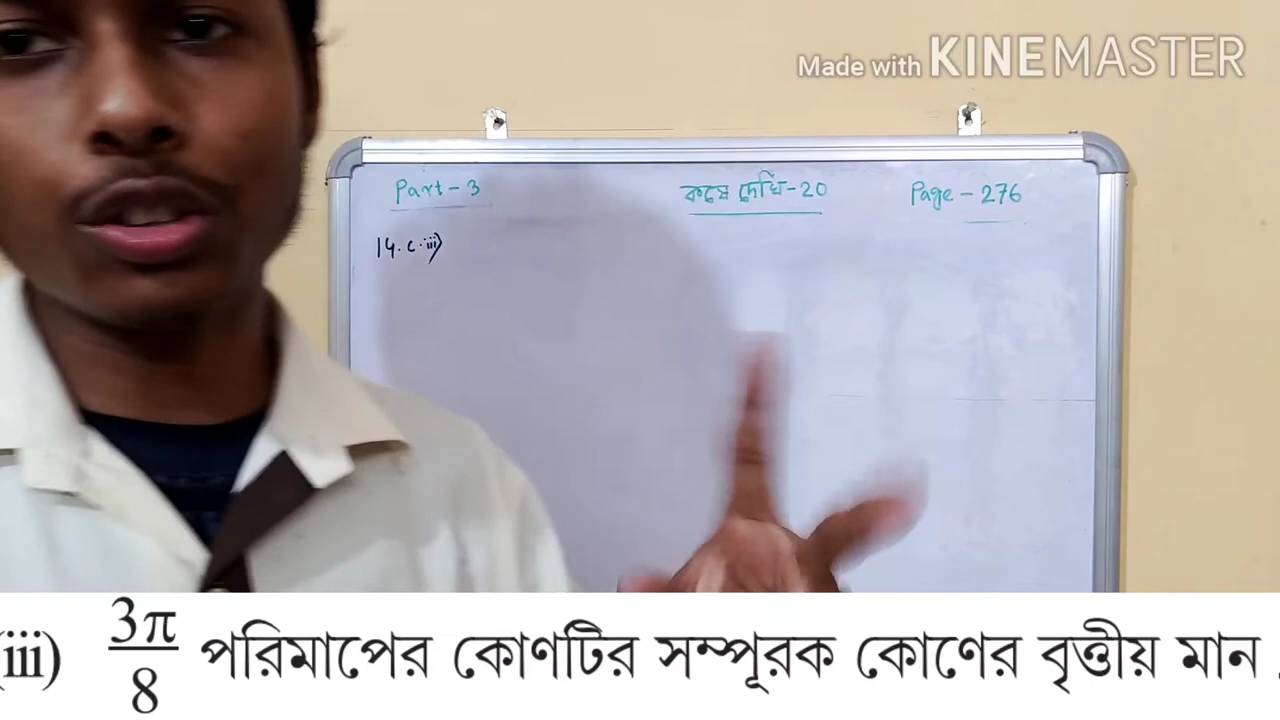 Made with KINEMASTER
Part-3 কষে দেখি-20 Page-276
14.c.iii)
(iii) 3π/8 পরিমাপের কোণটির সম্পূরক কোণের বৃত্তীয় মান